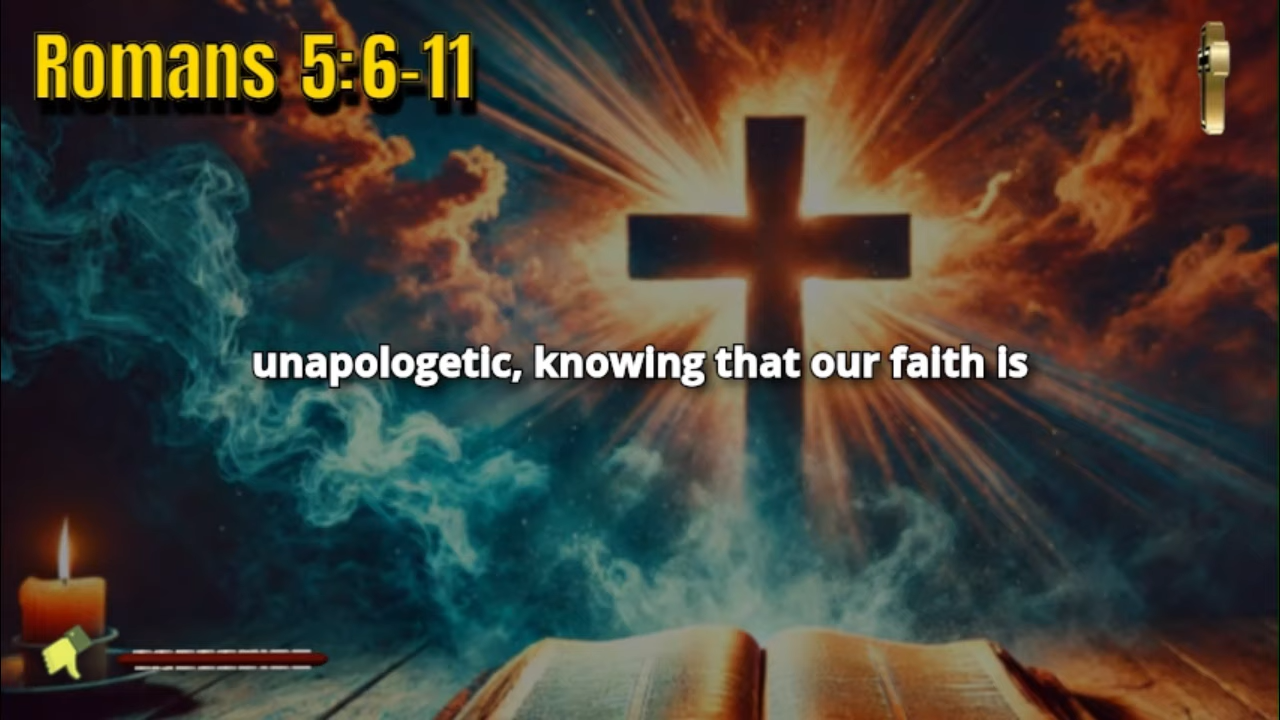 Romans 5:6-11
unapologetic, knowing that our faith is